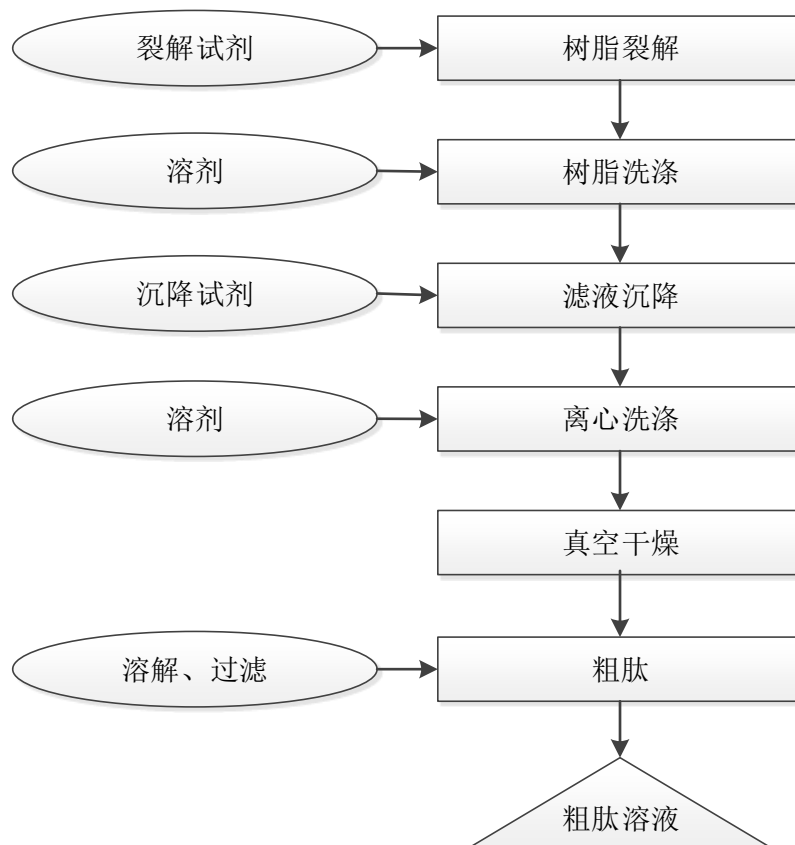 裂解试剂
树脂裂解
溶剂
树脂洗涤
沉降试剂
滤液沉降
溶剂
离心洗涤
真空干燥
溶解、过滤
粗肽
粗肽溶液